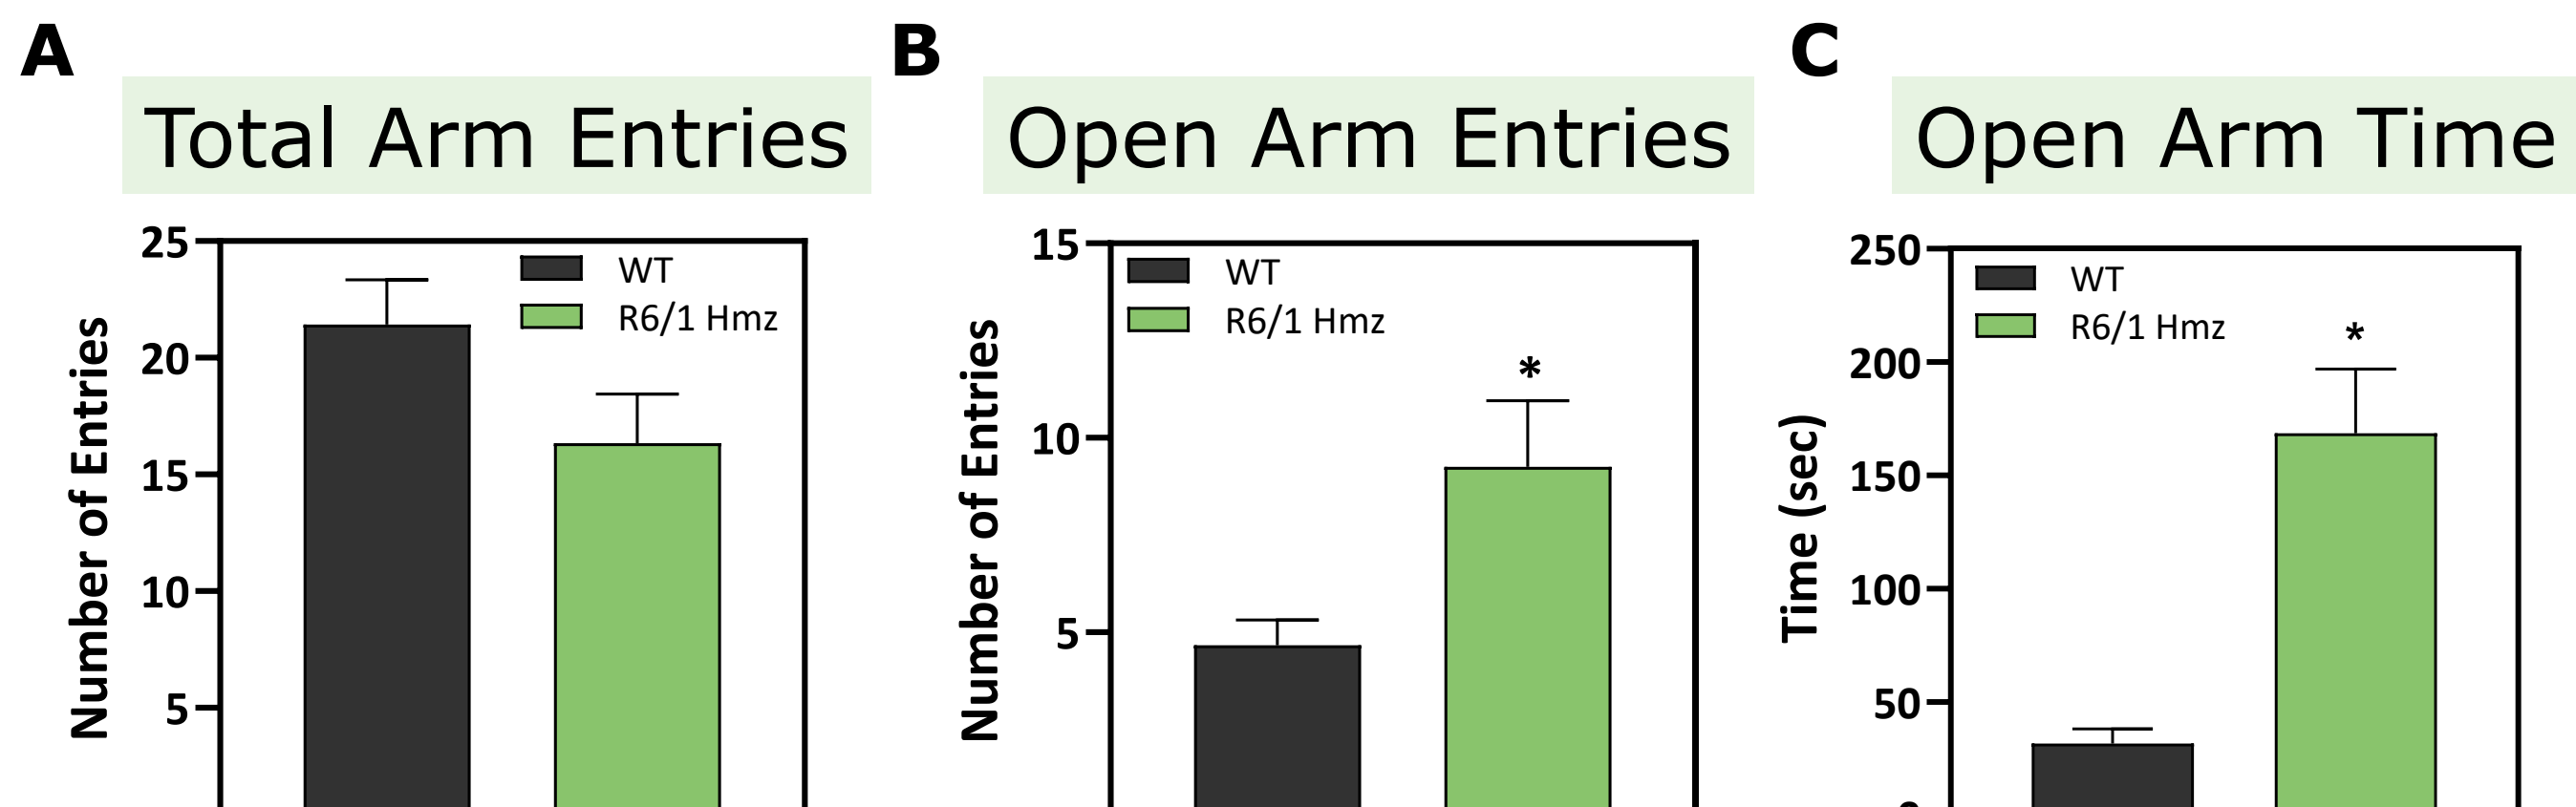 A
Total Arm Entries
Number of Entries
25
20
15
10
5
WT
R6/1 Hmz
B
Open Arm Entries
Number of Entries
15
10
5
WT
R6/1 Hmz
*
C
Open Arm Time
Time (sec)
250
200
150
100
50
WT
R6/1 Hmz
*